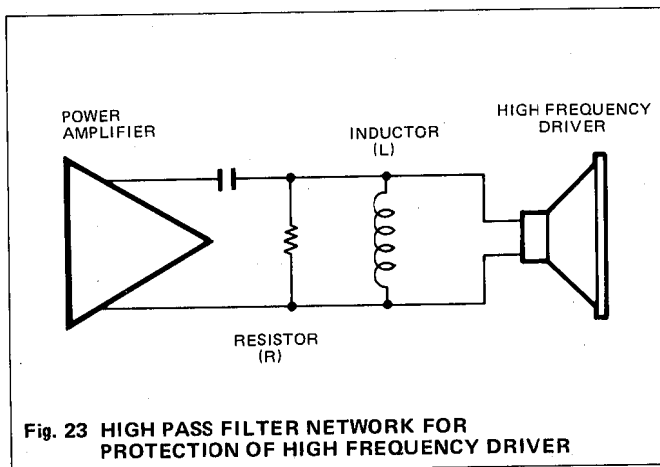 POWER
AMPLIFIER
INDUCTOR
(L)
HIGH FREQUENCY
DRIVER
RESISTOR
(R)
Fig. 23 HIGH PASS FILTER NETWORK FOR
PROTECTION OF HIGH FREQUENCY DRIVER